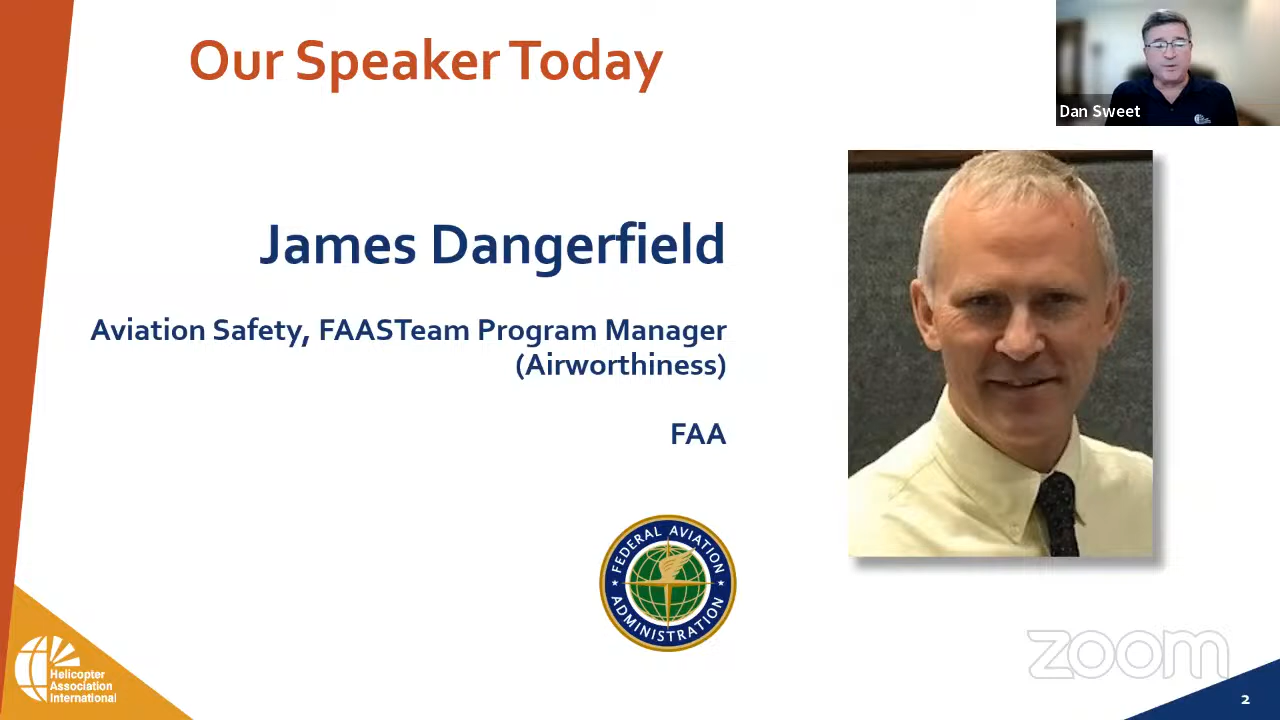 Our Speaker Today
Dan Sweet
James Dangerfield
Aviation Safety, FAASTeam Program Manager
(Airworthiness)
FAA
FEDERAL AVIATION
ADMINISTRATION
Helicopter
Association
International
zoom
2